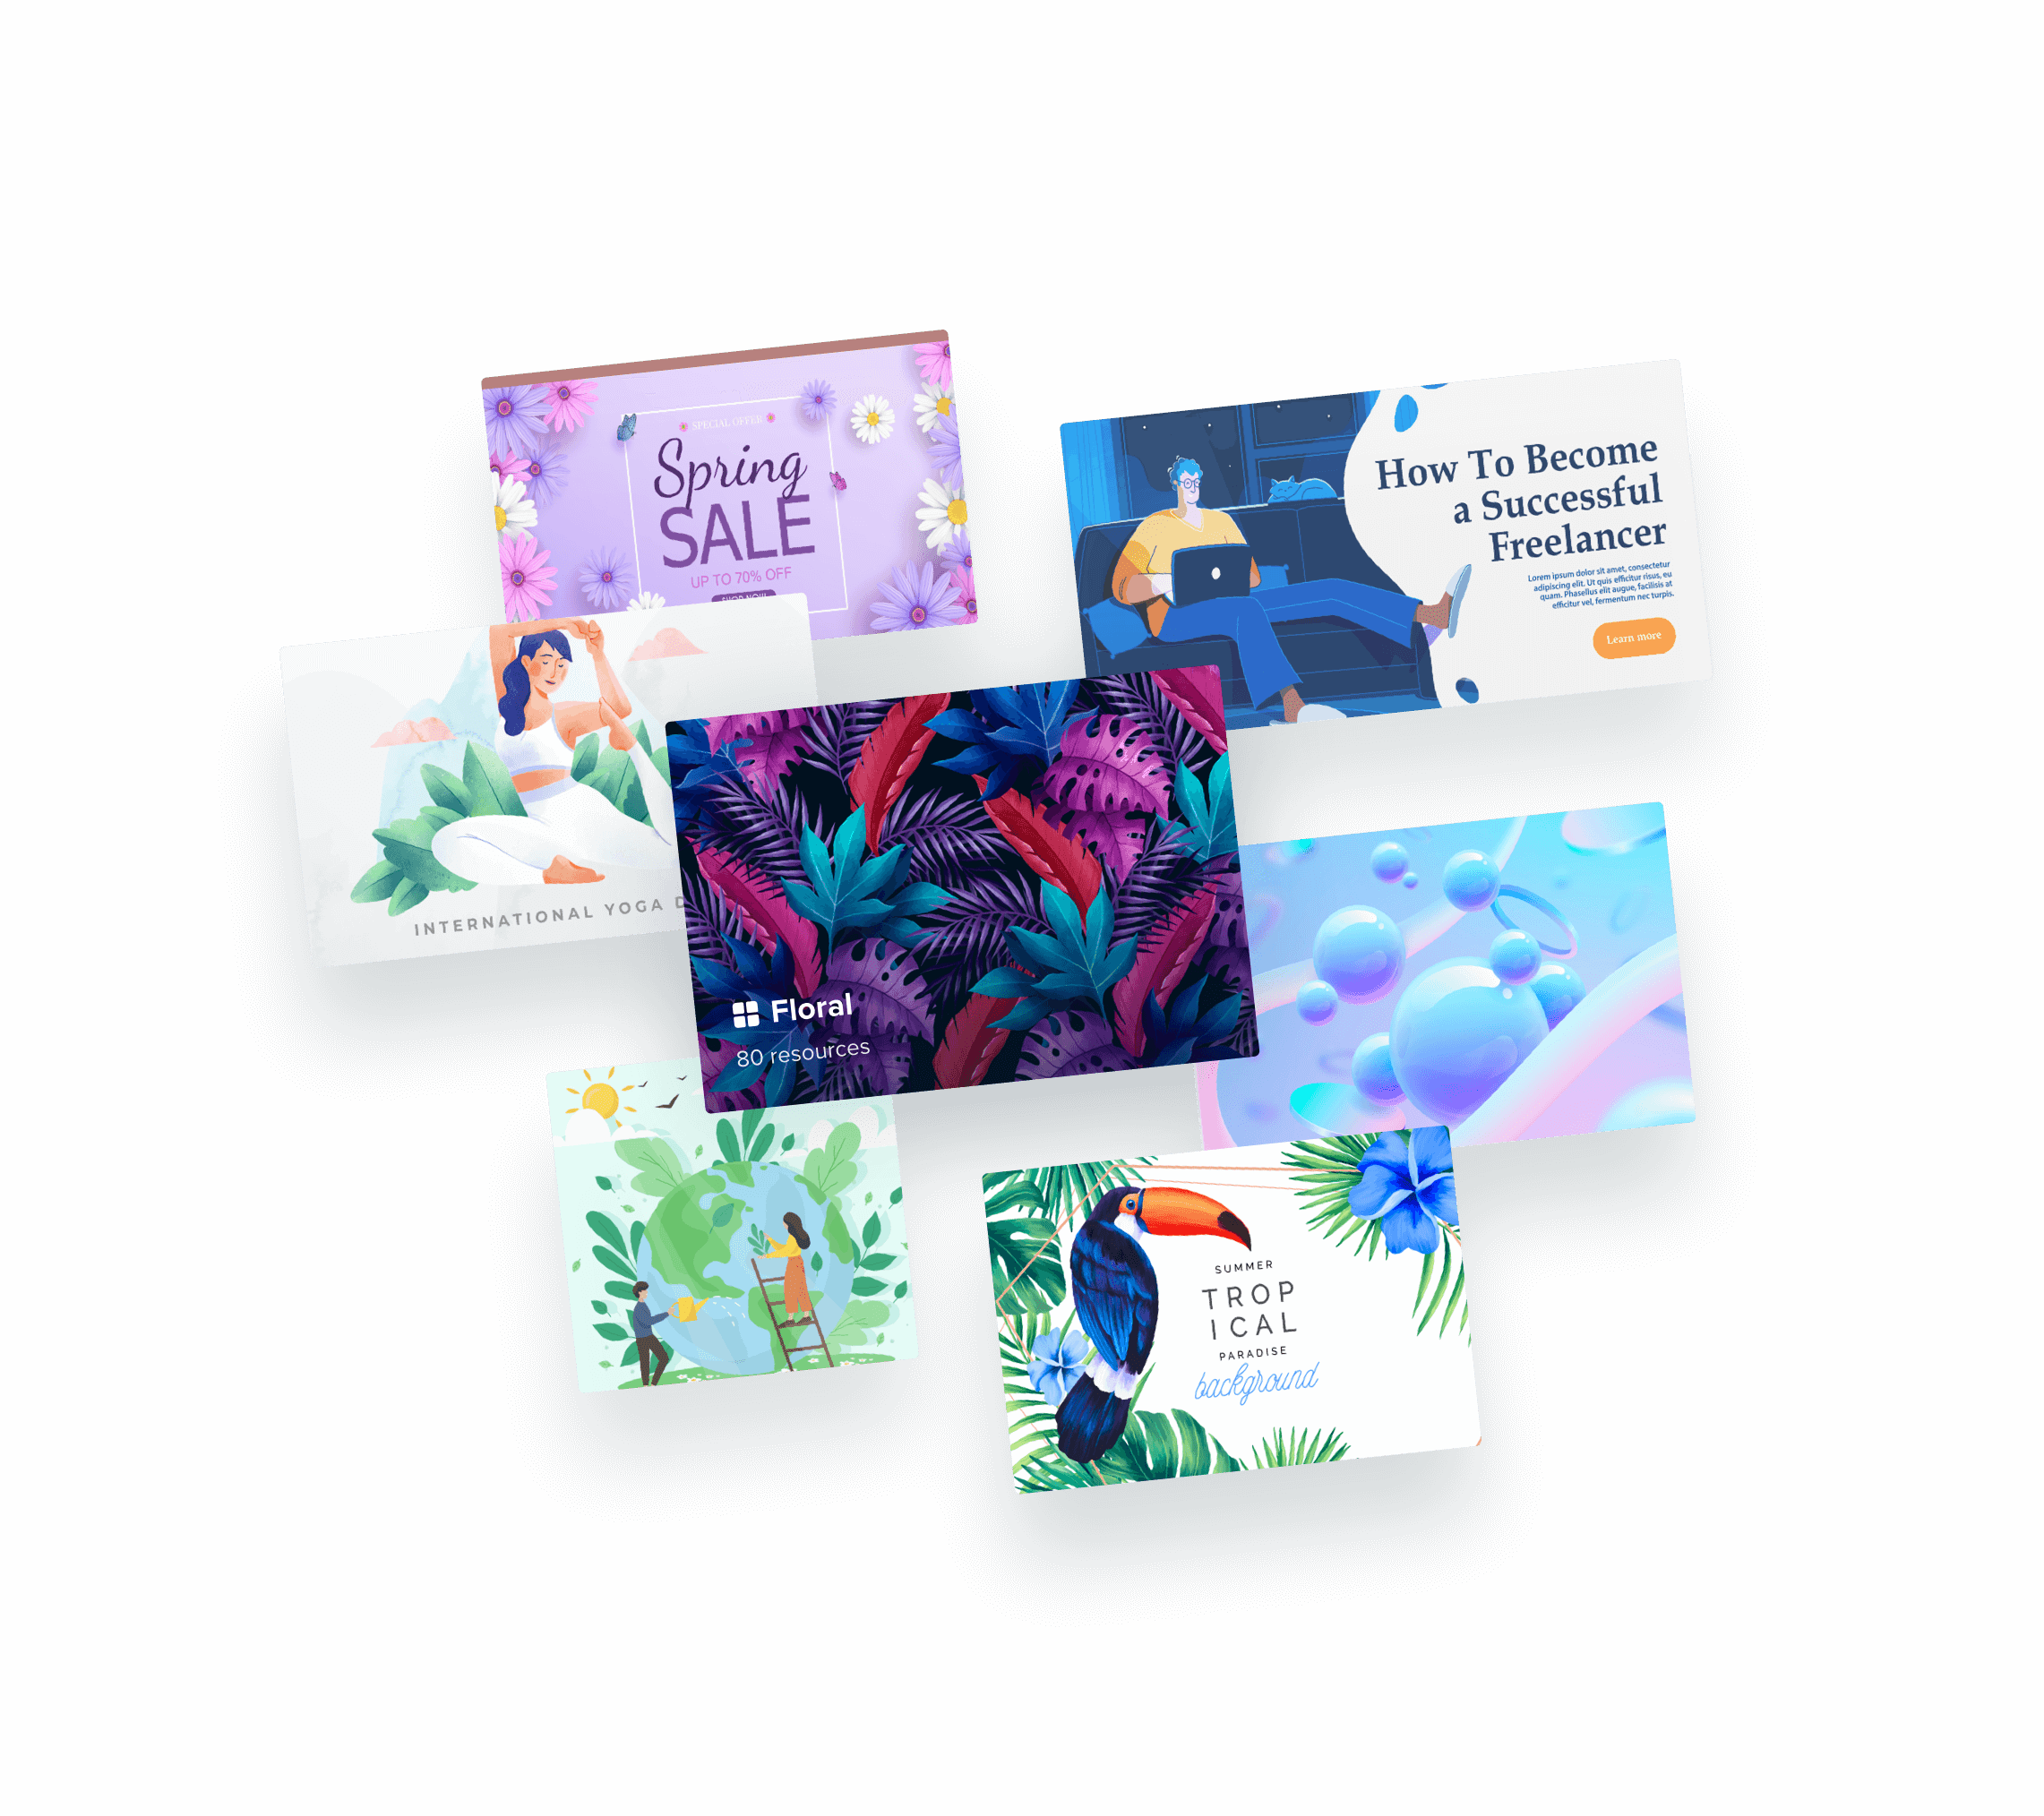 SPECIAL OFFER
Spring
SALE
UP TO 70% OFF
SHOP NOW
How To Become
a Successful
Freelancer
Lorem ipsum dolor sit amet, consectetur
adipiscing elit. Ut quis efficitur risus, eu
quam. Phasellus elit augue, facilisis at
efficitur vel, fermentum nec turpis.
Learn more
INTERNATIONAL YOGA D
Floral
80 resources
SUMMER
TROP
ICAL
PARADISE
background